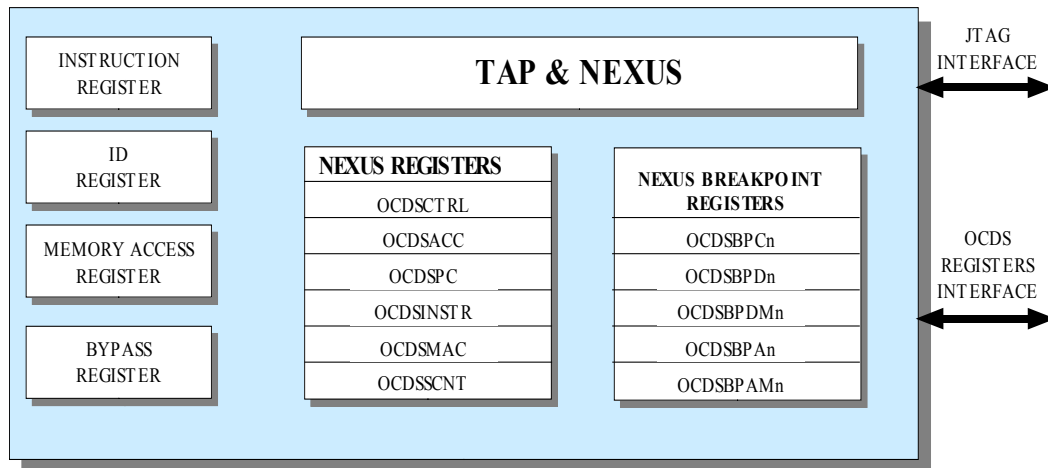 INSTRUCTION
REGISTER
ID
REGISTER
MEMORY ACCESS
REGISTER
BYPASS
REGISTER
TAP & NEXUS
NEXUS REGISTERS
OCDSCTRL
OCDSACC
OCDSPC
OCDSINSTR
OCDSMAC
OCDSSCNT
NEXUS BREAKPOINT
REGISTERS
OCDSBPCn
OCDSBPDn
OCDSBPDMn
OCDSBPAn
OCDSBPAMn
JTAG
INTERFACE
OCDS
REGISTERS
INTERFACE